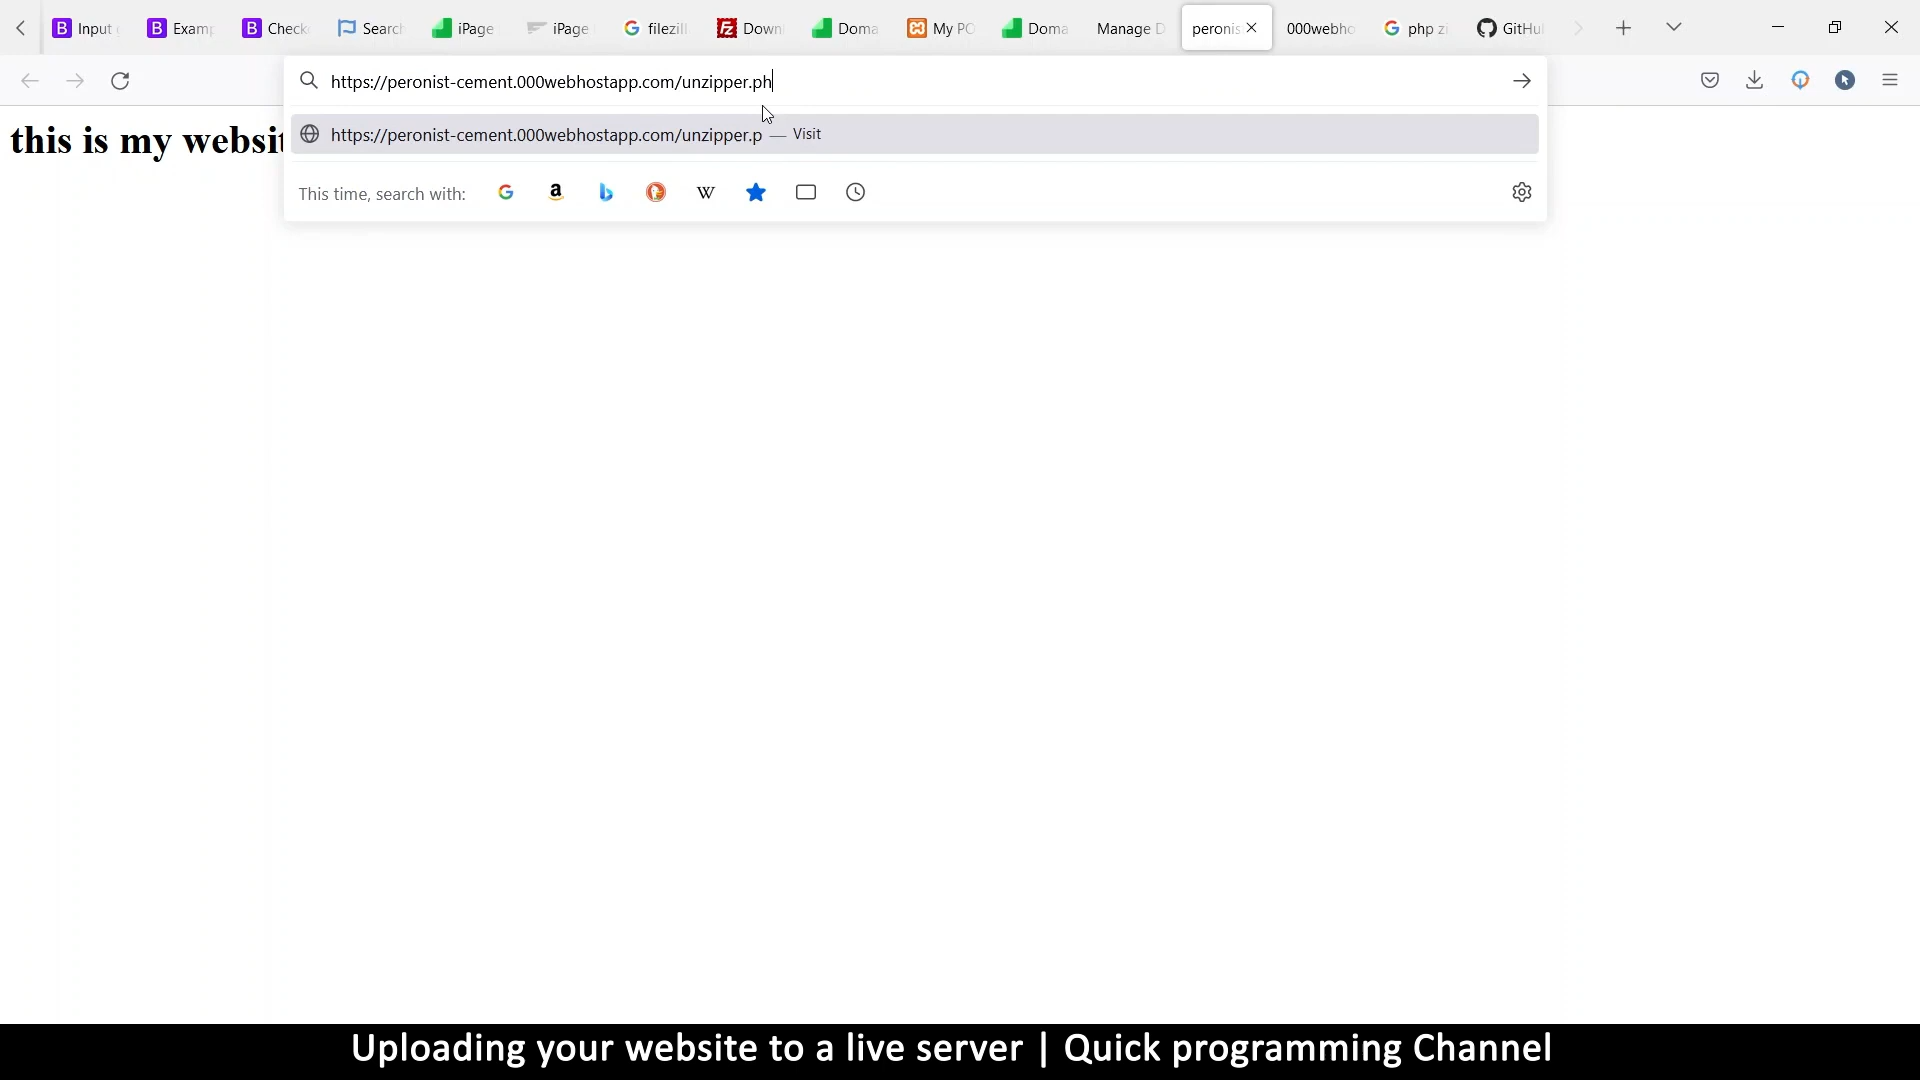 Input
Examp
Check
Search
iPage
iPage
filezill
Down
Doma
My PO
Doma
Manage D
peronis
000webho
php zi
GitHu
https://peronist-cement.000webhostapp.com/unzipper.ph
https://peronist-cement.000webhostapp.com/unzipper.p — Visit
this is my websit
This time, search with:
Uploading your website to a live server | Quick programming Channel